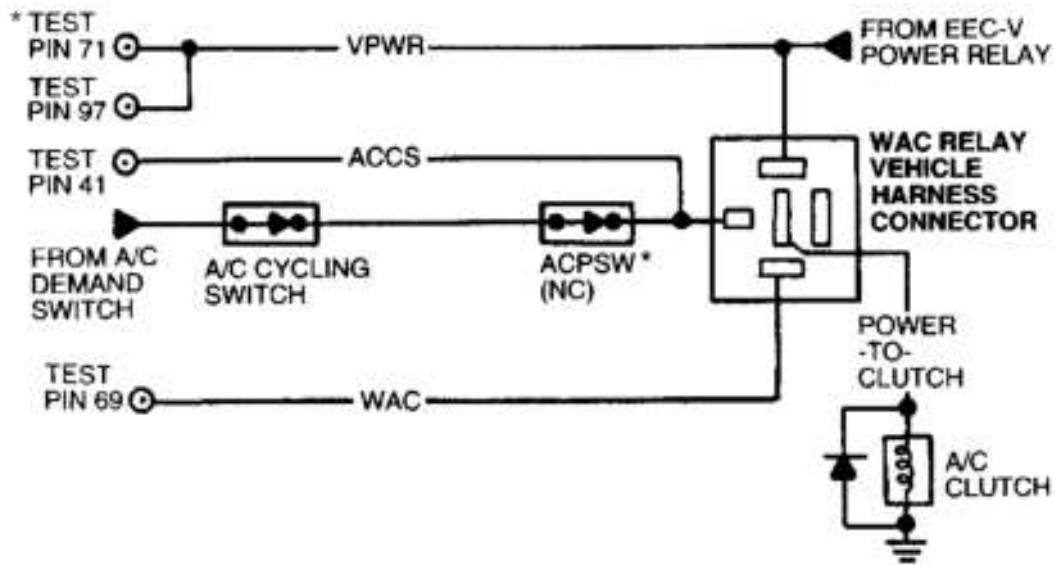 * TEST
PIN 71
VPWR
FROM EEC-V
POWER RELAY
TEST
PIN 97
TEST
PIN 41
ACCS
WAC RELAY
VEHICLE
HARNESS
CONNECTOR
FROM A/C
DEMAND
SWITCH
A/C CYCLING
SWITCH
ACPSW *
(NC)
POWER
-TO-
CLUTCH
TEST
PIN 69
WAC
A/C
CLUTCH